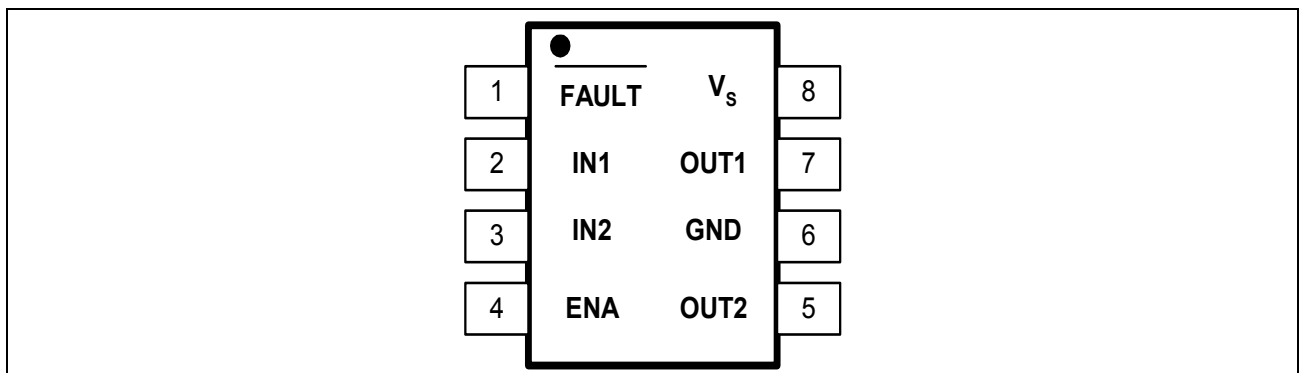 1 FAULT Vs 8
2 IN1 OUT1 7
3 IN2 GND 6
4 ENA OUT2 5